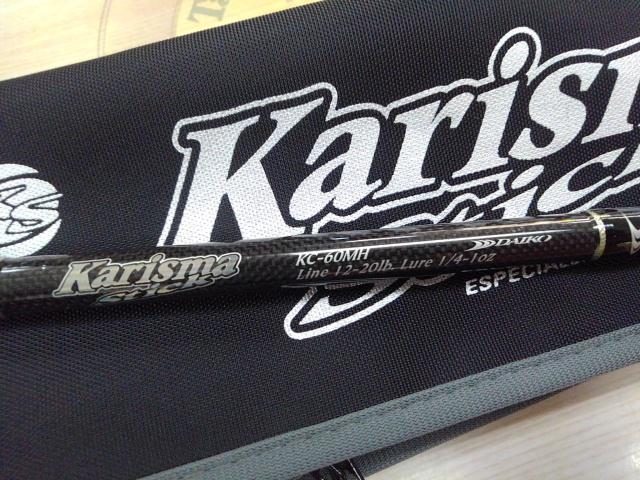 Karisma
Stick
ESPECIAL
Karisma
Stick
KC-60MH
Line 12-20lb. Lure 1/4-1oz
DAIKO